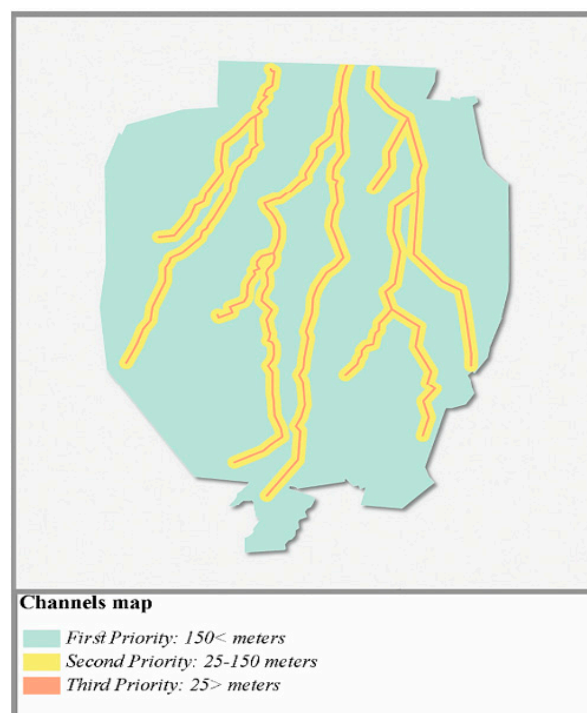 Channels map
First Priority: 150< meters
Second Priority: 25-150 meters
Third Priority: 25> meters